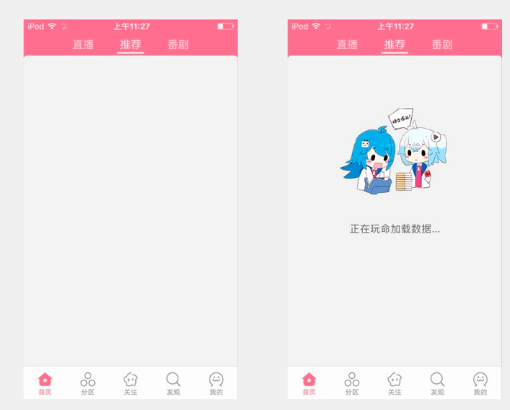 iPod 上午11:27
直播 推荐 番剧
首页 分区 关注 发现 我的
iPod 上午11:27
直播 推荐 番剧
正在玩命加载数据...
首页 分区 关注 发现 我的